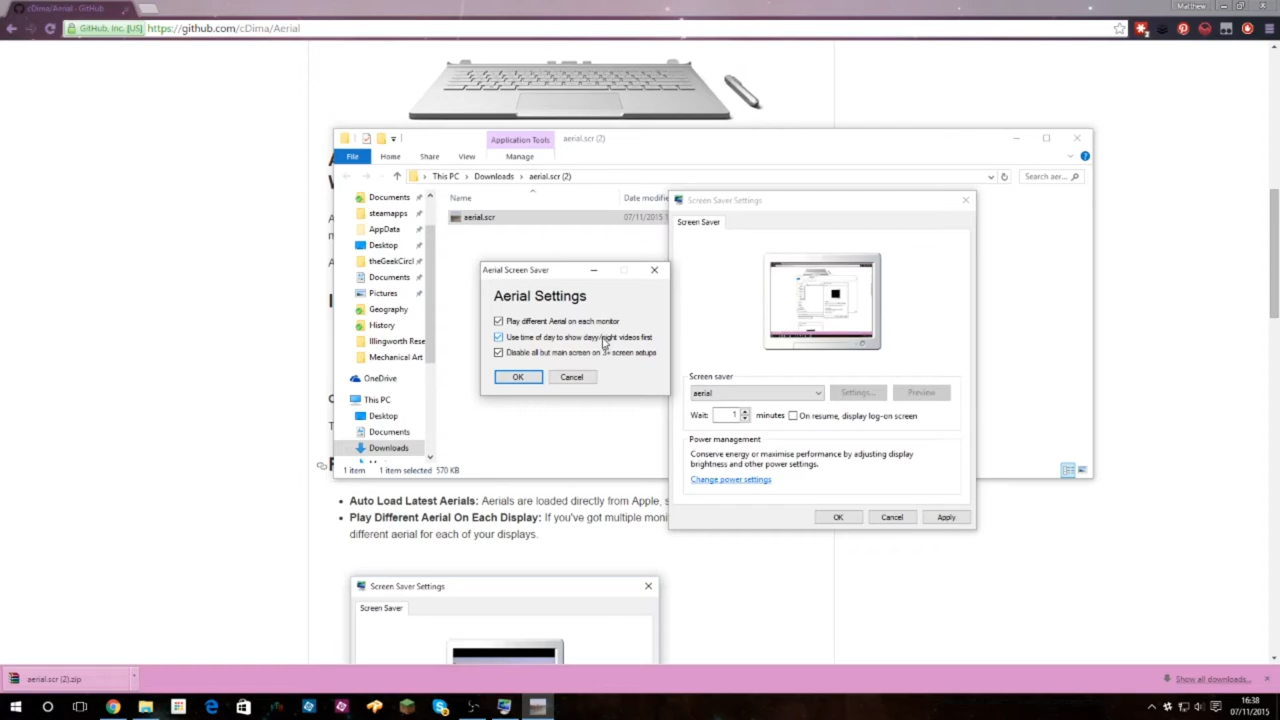 cDima/Aerial - GitHub
Matthew
GitHub, Inc. [US] https://github.com/cDima/Aerial
Application Tools
aerial.scr (2)
File
Home
Share
View
Manage
This PC
Downloads
aerial.scr (2)
Search aer...
Name
Date modifie
aerial.scr
07/11/2015 1
Documents
steamapps
AppData
Desktop
theGeekCircl
Documents
Pictures
Geography
History
Illingworth Rese
Mechanical Art
OneDrive
This PC
Desktop
Documents
Downloads
1 item
1 item selected 570 KB
Aerial Screen Saver
Aerial Settings
Play different Aerial on each monitor
Use time of day to show dayy/night videos first
Disable all but main screen on 3+ screen setups
OK
Cancel
Screen Saver Settings
Screen Saver
Screen saver
aerial
Settings...
Preview
Wait:
1
minutes
On resume, display log-on screen
Power management
Conserve energy or maximise performance by adjusting display
brightness and other power settings.
Change power settings
OK
Cancel
Apply
Auto Load Latest Aerials: Aerials are loaded directly from Apple, s
Play Different Aerial On Each Display: If you've got multiple moni
different aerial for each of your displays.
Screen Saver Settings
Screen Saver
aerial.scr (2).zip
Show all downloads...
16:38
07/11/2015